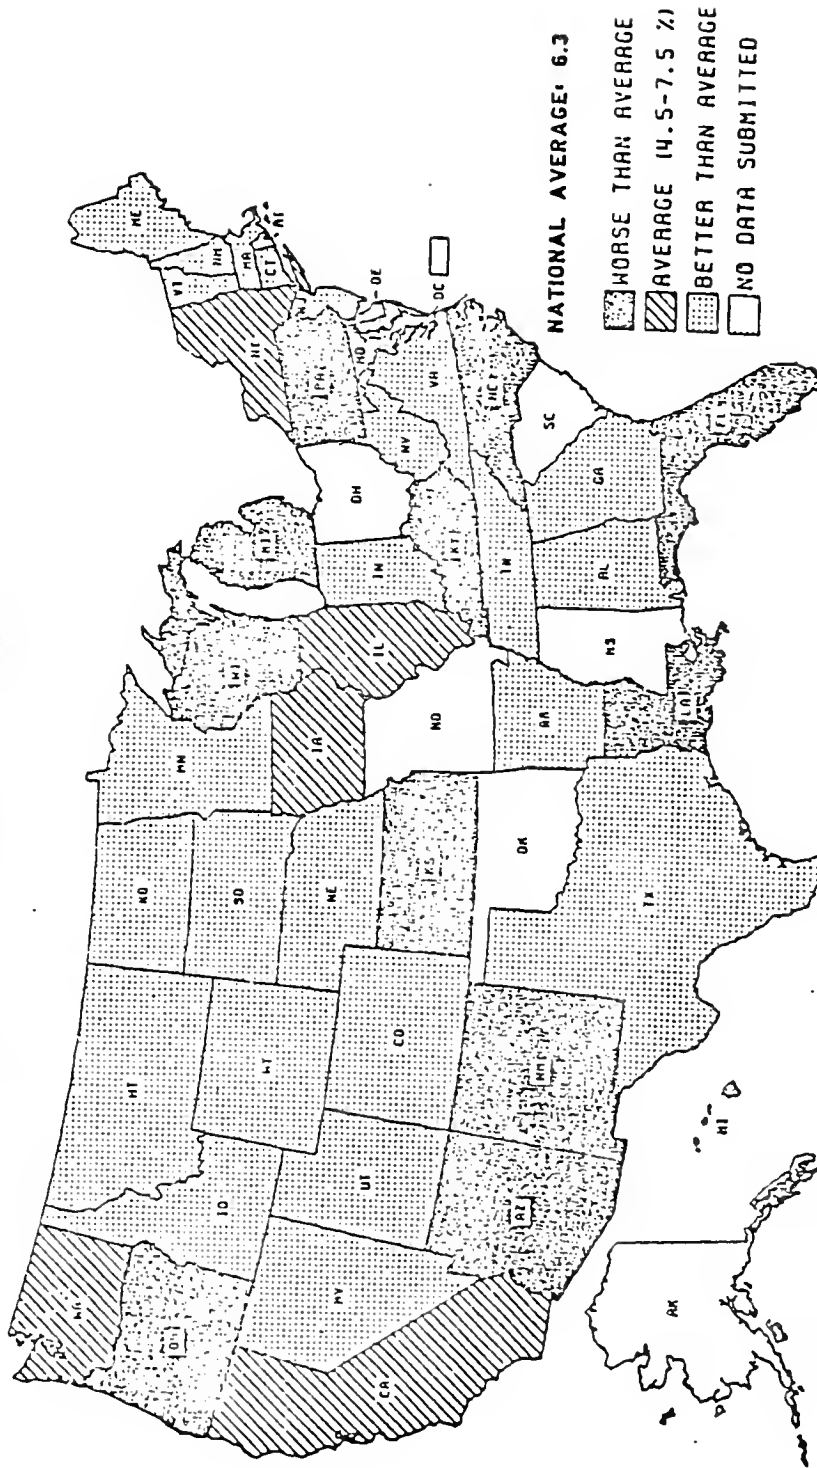 NATIONAL AVERAGE: 6.3
WORSE THAN AVERAGE
AVERAGE (4.5-7.5 %)
BETTER THAN AVERAGE
NO DATA SUBMITTED
WA
OR
CA
NV
ID
MT
WY
UT
AZ
CO
NM
ND
SD
NE
KS
OK
TX
MN
IA
MO
AR
LA
WI
IL
MI
IN
OH
KY
TN
MS
AL
GA
FL
SC
NC
VA
WV
MD
DE
DC
PA
NJ
NY
VT
NH
ME
MA
CT
RI
AK
HI